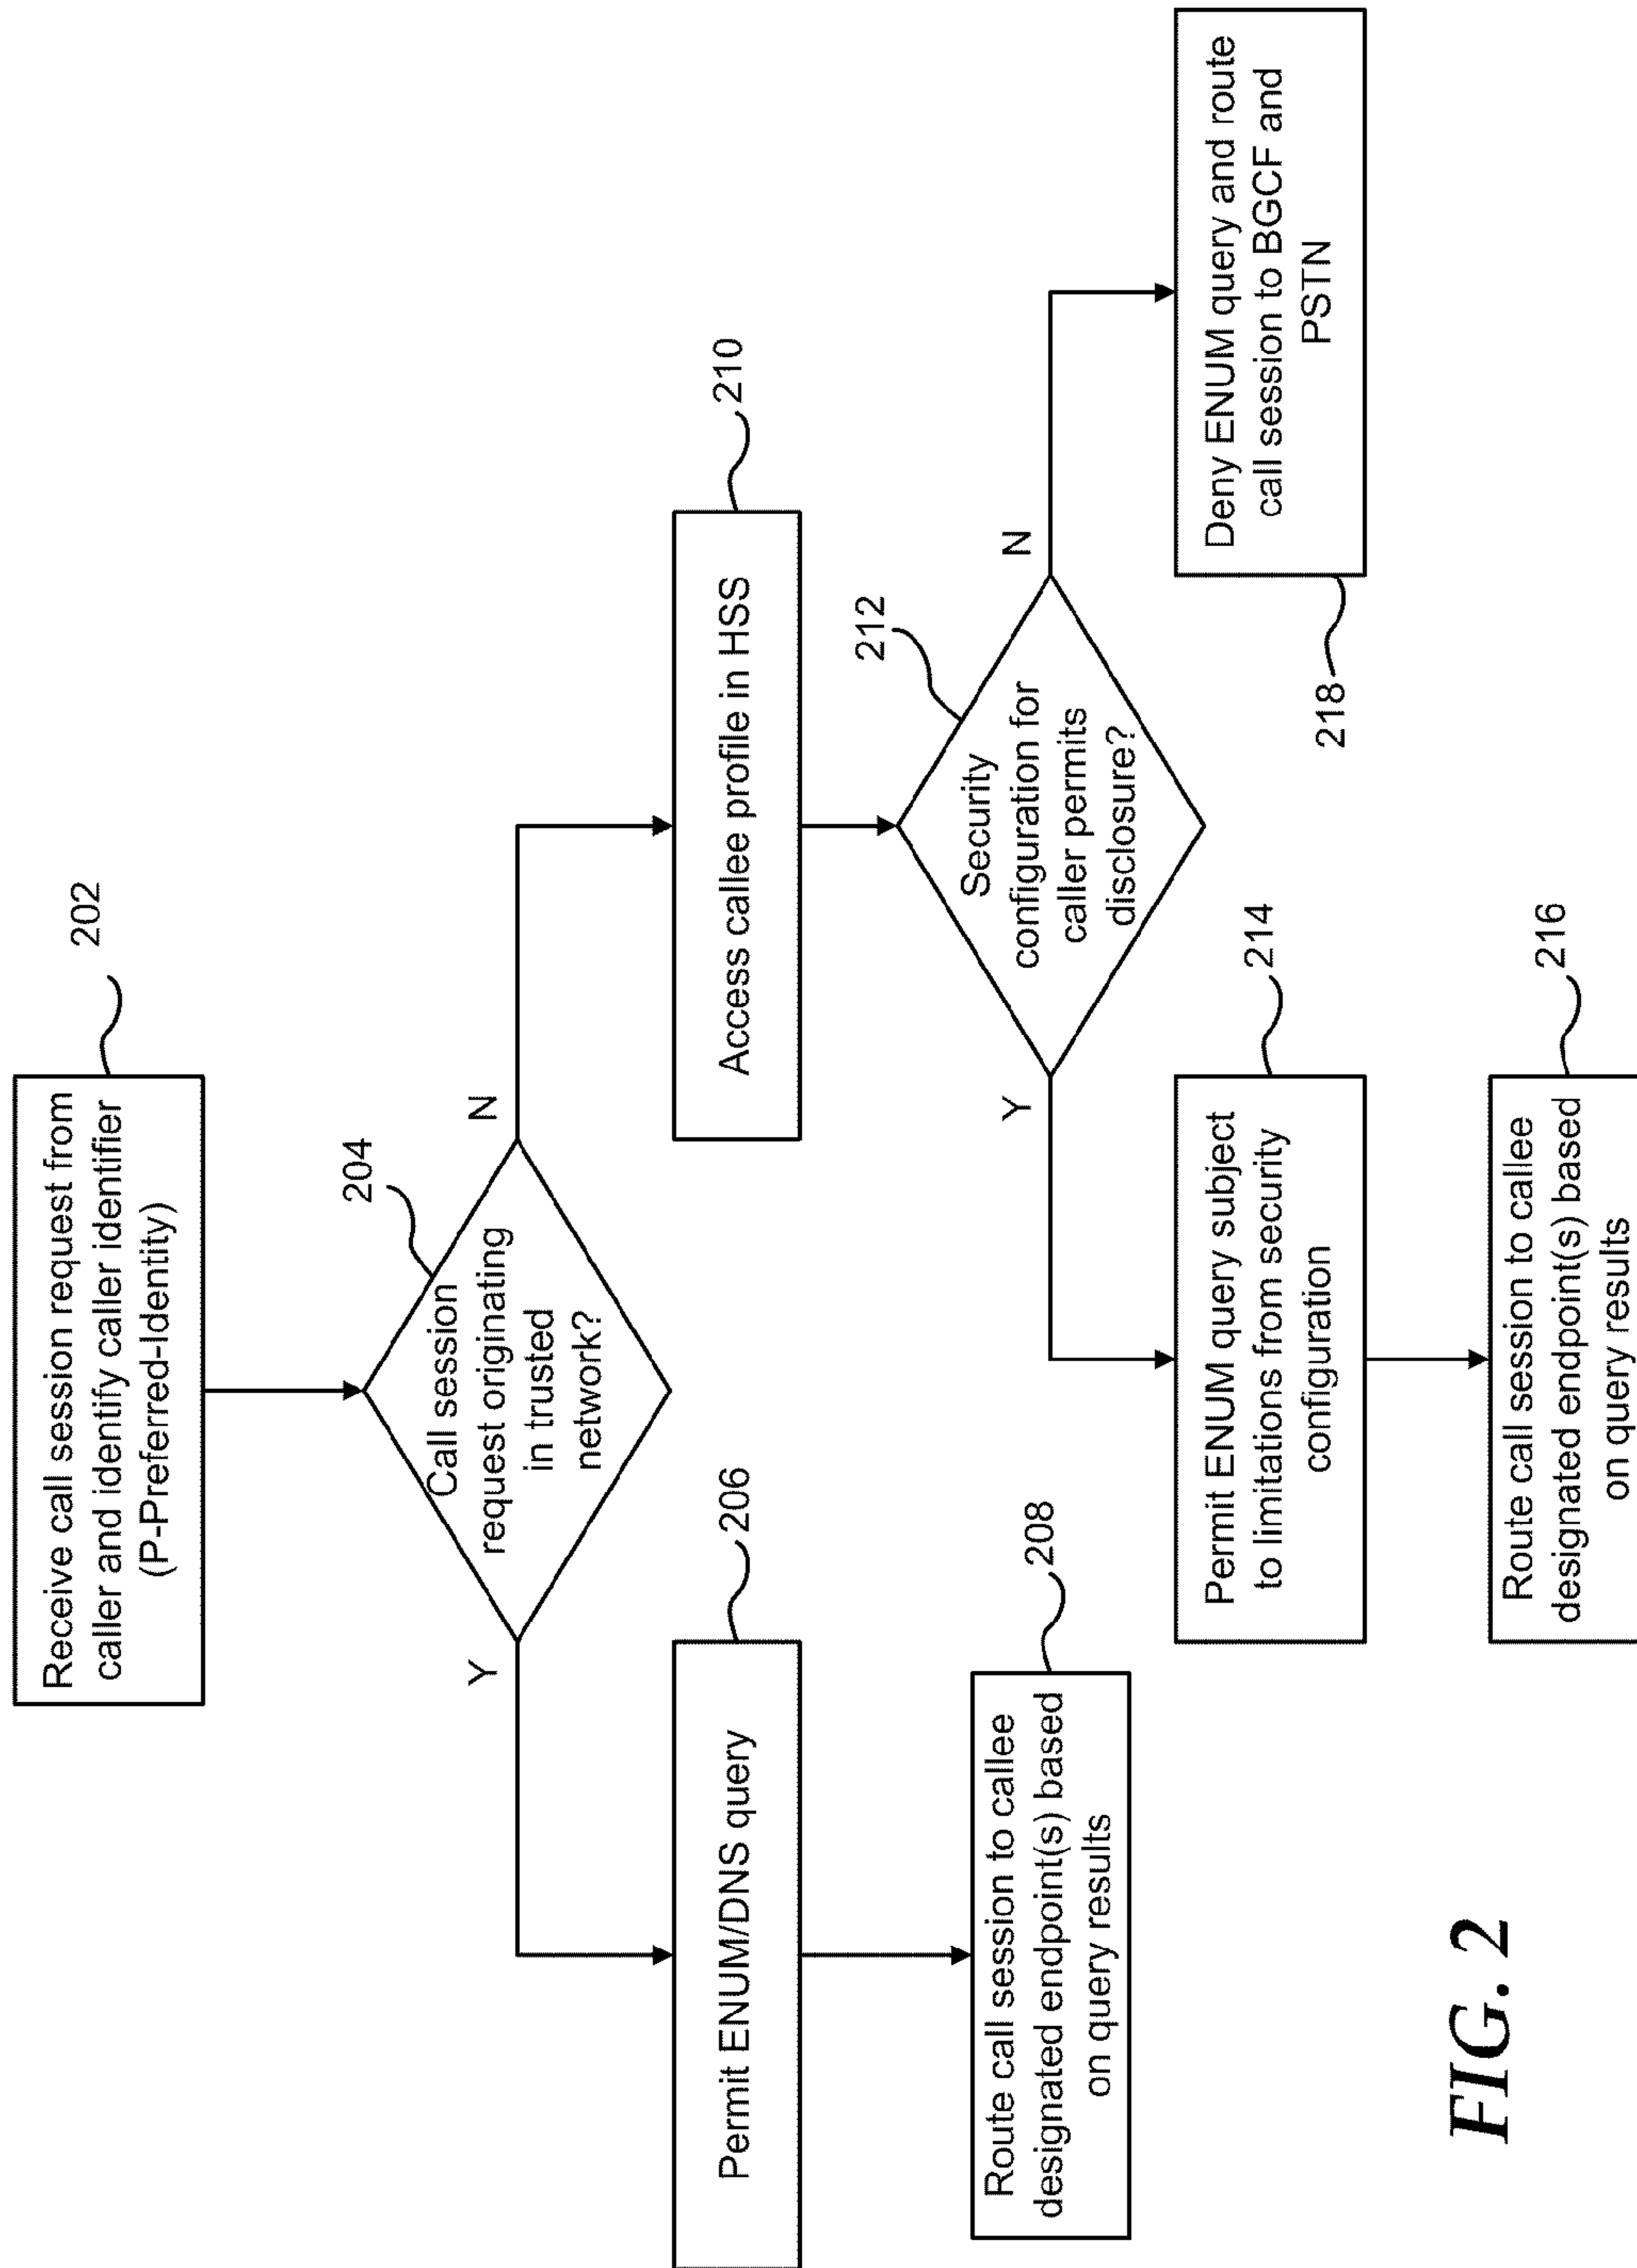 Receive call session request from
caller and identify caller identifier
(P-Preferred-Identity)
202
Call session
request originating
in trusted
network?
204
Y
N
Permit ENUM/DNS query
206
Route call session to callee
designated endpoint(s) based
on query results
208
Access callee profile in HSS
210
Security
configuration for
caller permits
disclosure?
212
Y
N
Permit ENUM query subject
to limitations from security
configuration
214
Route call session to callee
designated endpoint(s) based
on query results
216
Deny ENUM query and route
call session to BGCF and
PSTN
218
FIG. 2